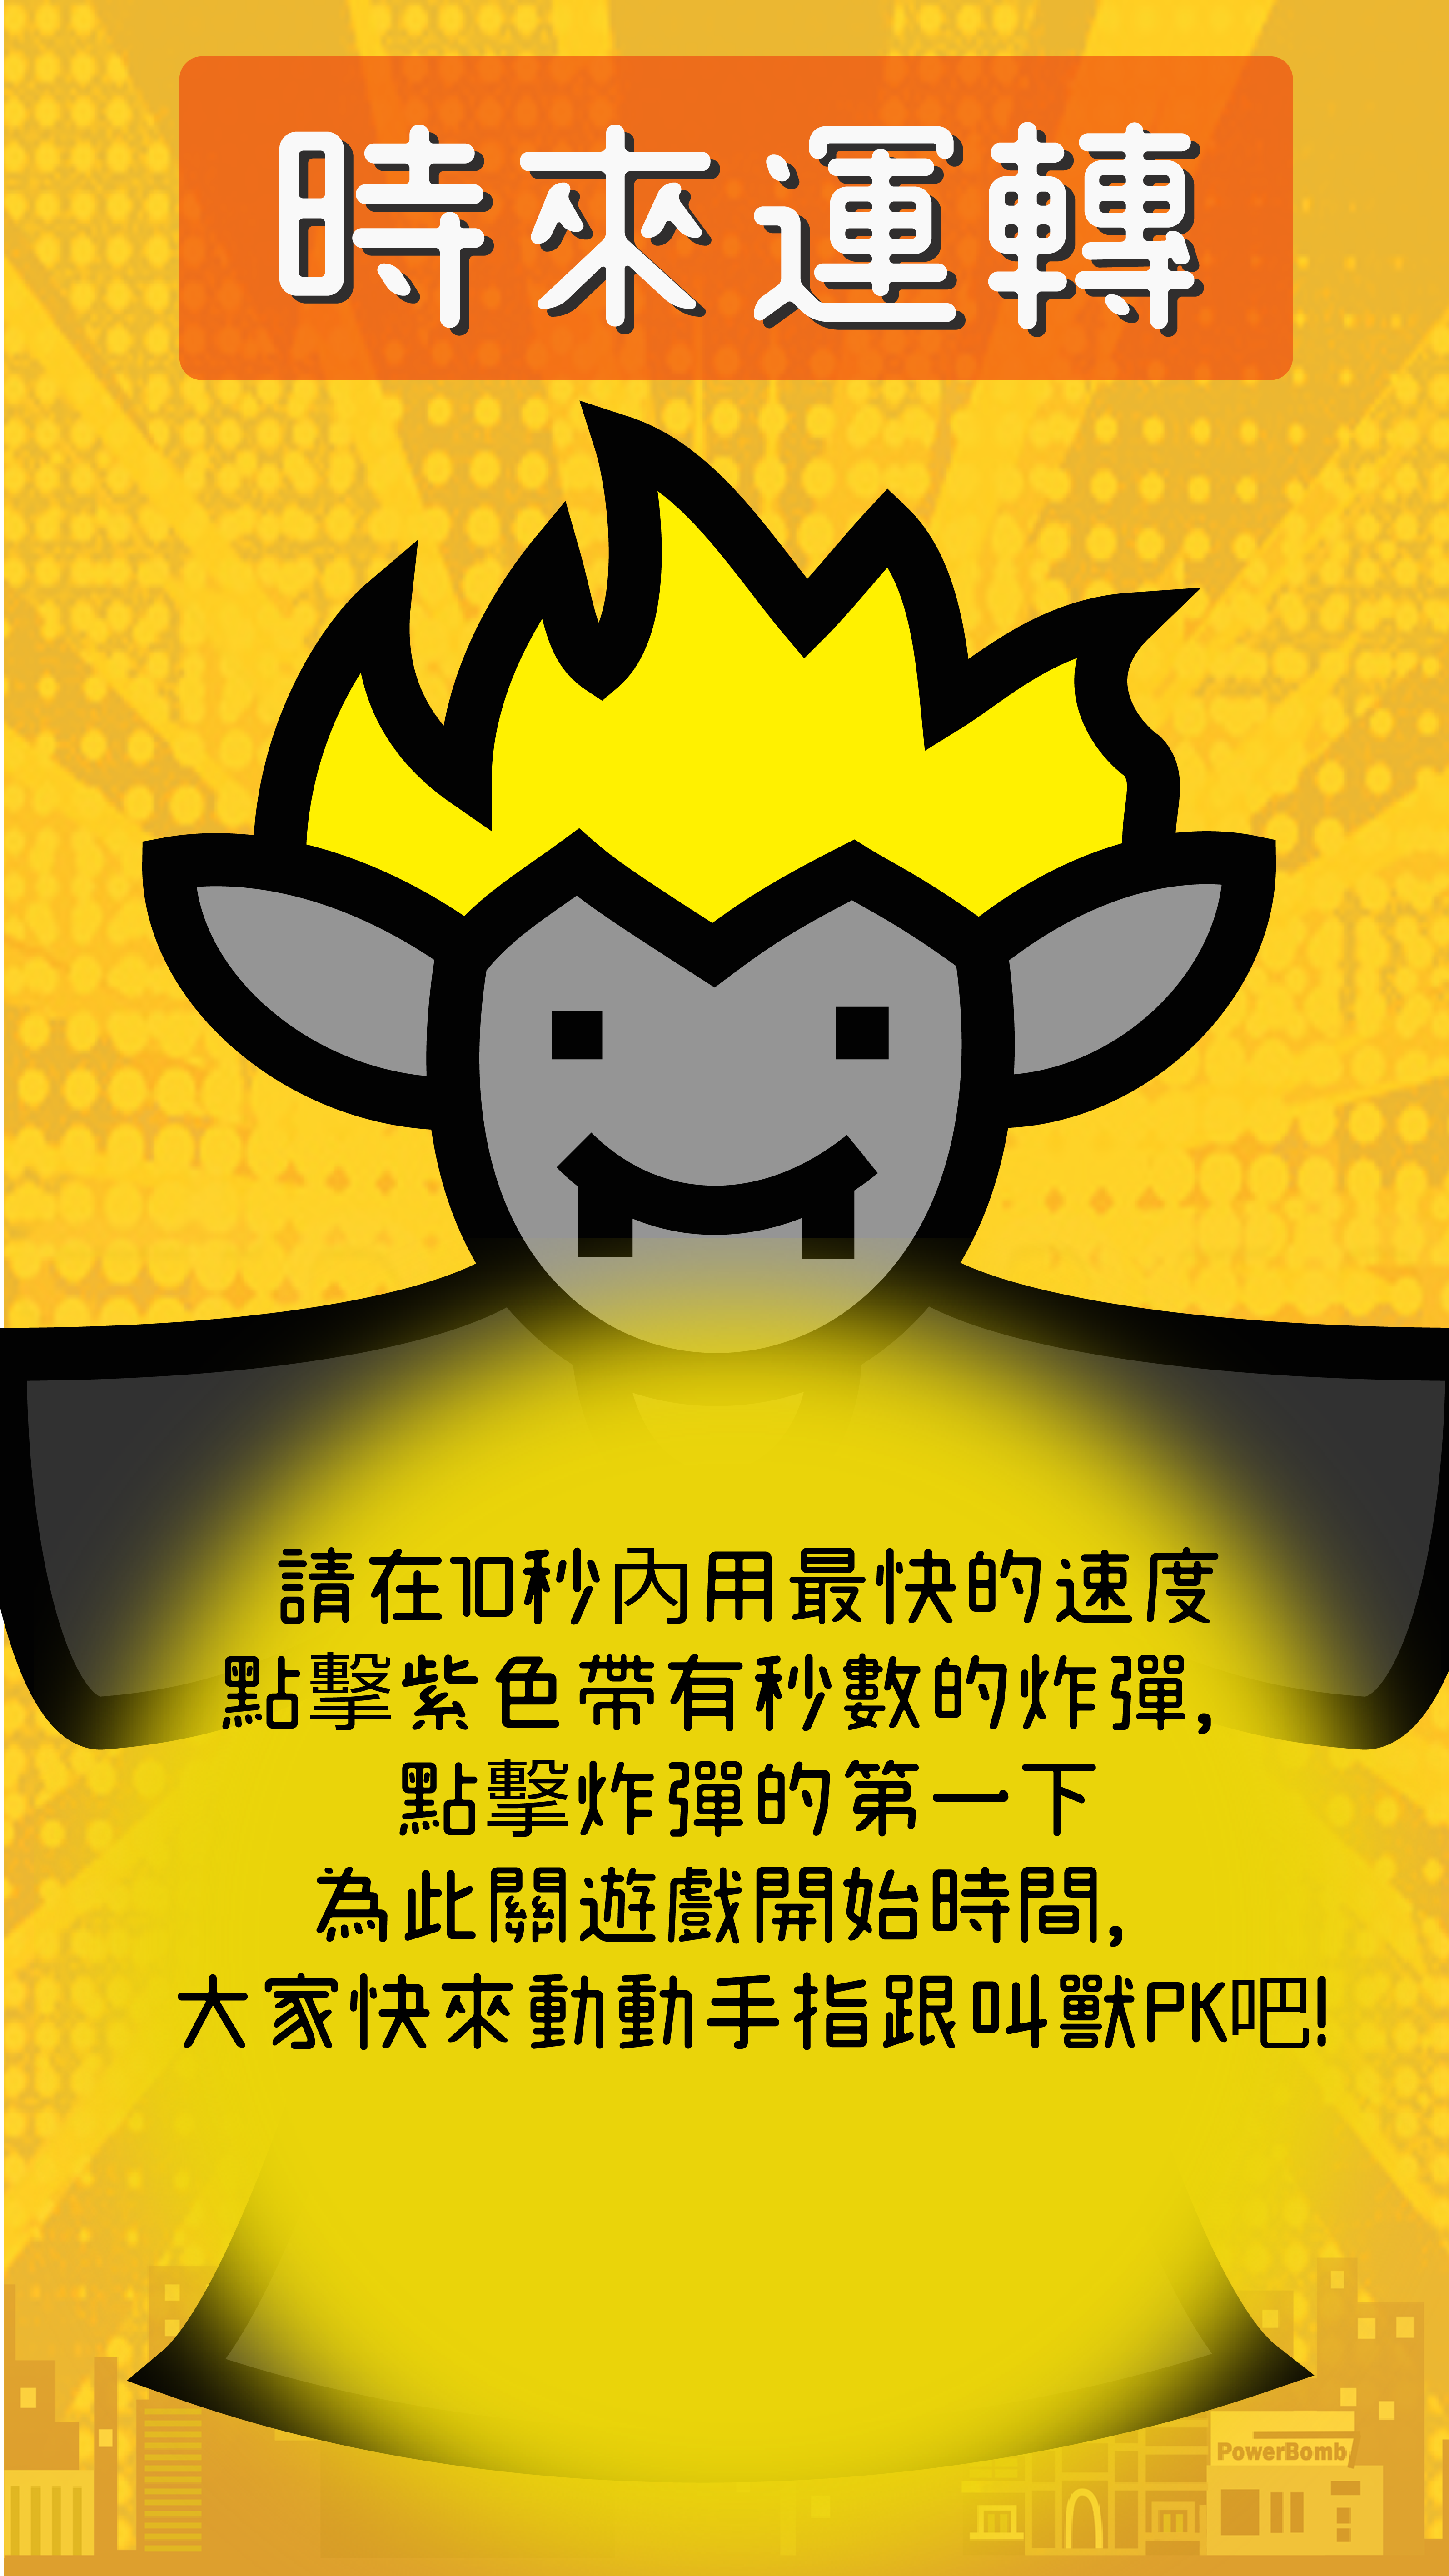 時來運轉
請在10秒內用最快的速度
點擊紫色帶有秒數的炸彈,
點擊炸彈的第一下
為此關遊戲開始時間,
大家快來動動手指跟叫獸PK吧!
PowerBomb